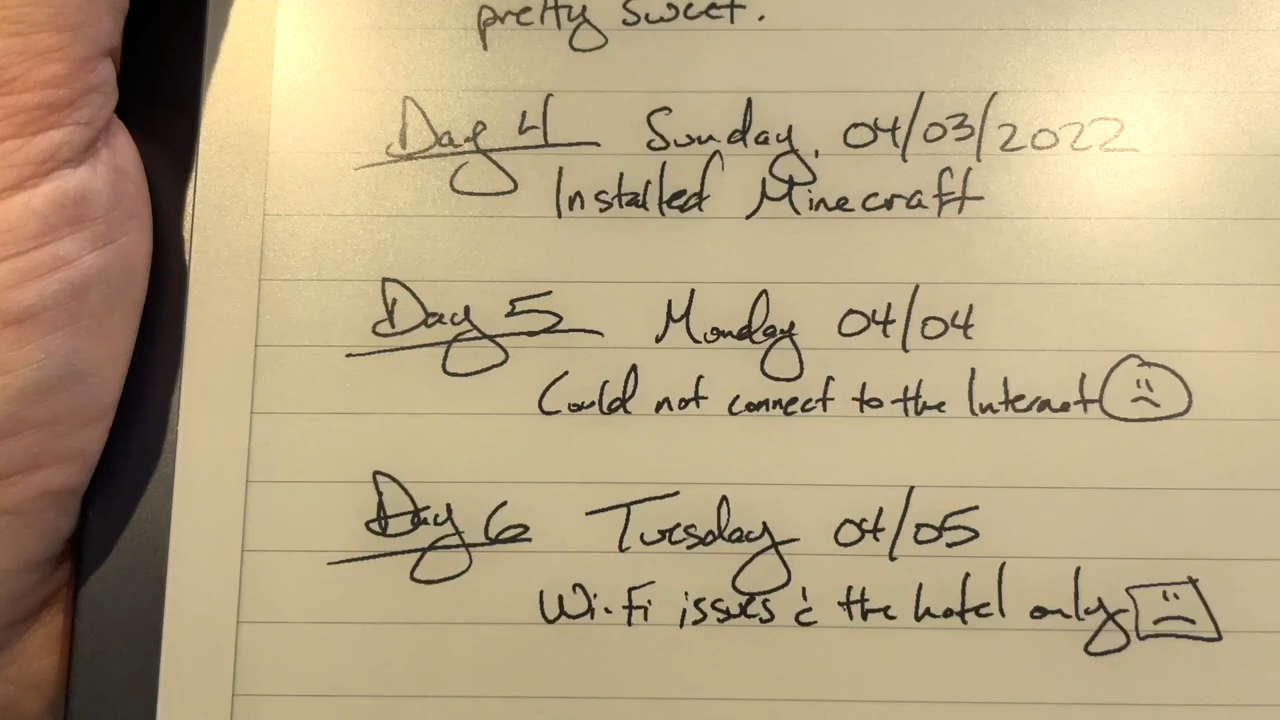 pretty sweet.
Day 4 Sunday, 04/03/2022
Installed Minecraft
Day 5 Monday 04/04
Could not connect to the Internet
Day 6 Tuesday 04/05
Wi-Fi issues @ the hotel only